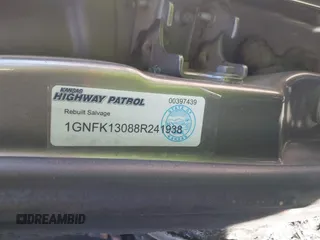 KANSAS
HIGHWAY PATROL
00397439
Rebuilt Salvage
1GNFK13088R241938
DREAMBID